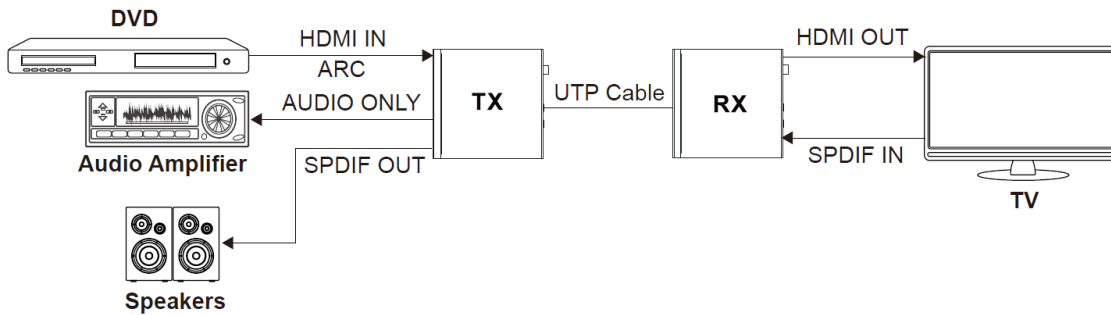 DVD
HDMI IN
ARC
AUDIO ONLY
Audio Amplifier
SPDIF OUT
Speakers
TX
UTP Cable
RX
HDMI OUT
SPDIF IN
TV